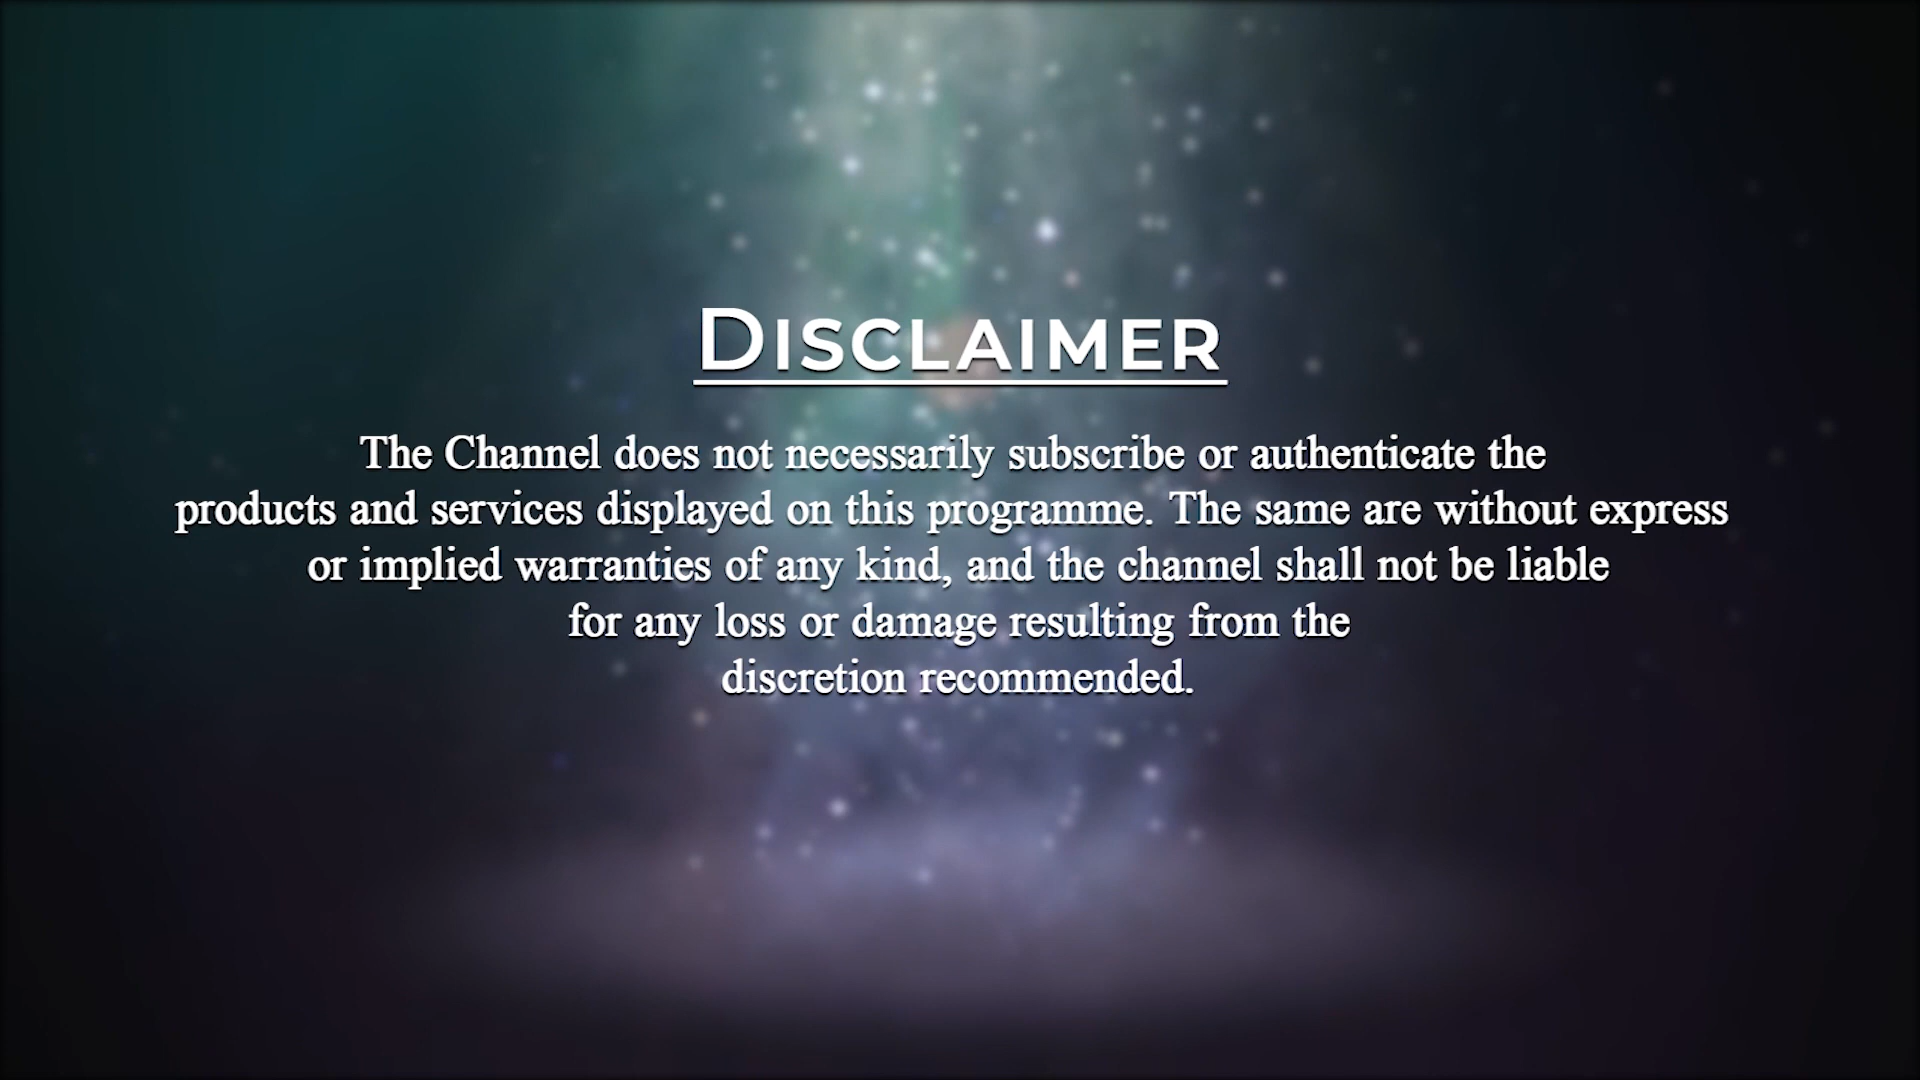 DISCLAIMER
The Channel does not necessarily subscribe or authenticate the
products and services displayed on this programme. The same are without express
or implied warranties of any kind, and the channel shall not be liable
for any loss or damage resulting from the
discretion recommended.